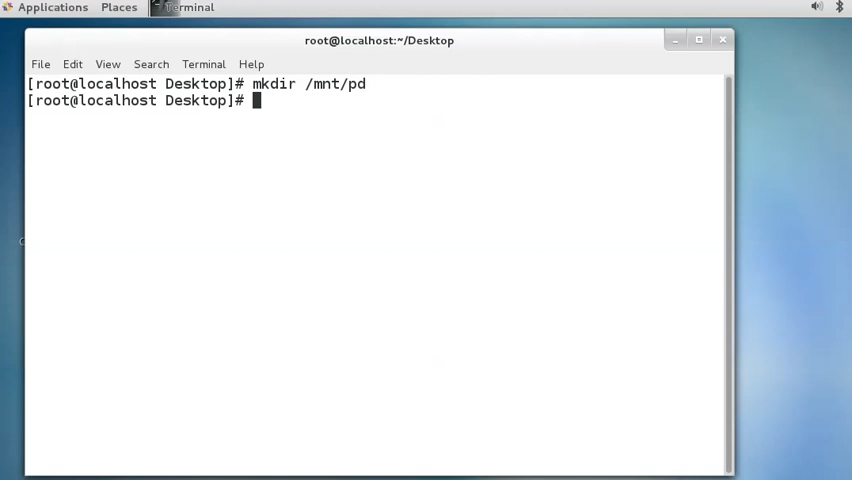 Applications Places Terminal
root@localhost:~/Desktop
File Edit View Search Terminal Help
[root@localhost Desktop]# mkdir /mnt/pd
[root@localhost Desktop]#